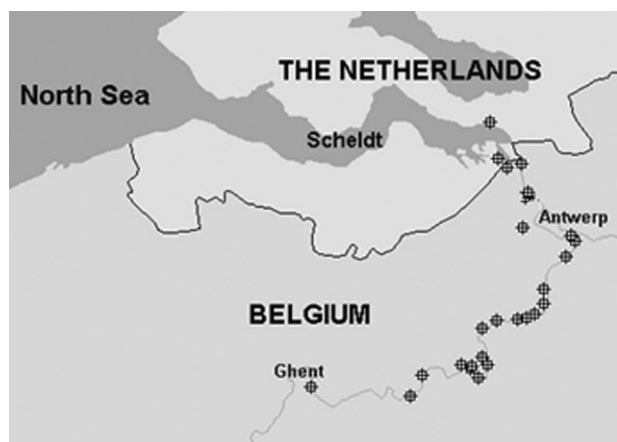 THE NETHERLANDS
North Sea
Scheldt
Antwerp
BELGIUM
Ghent